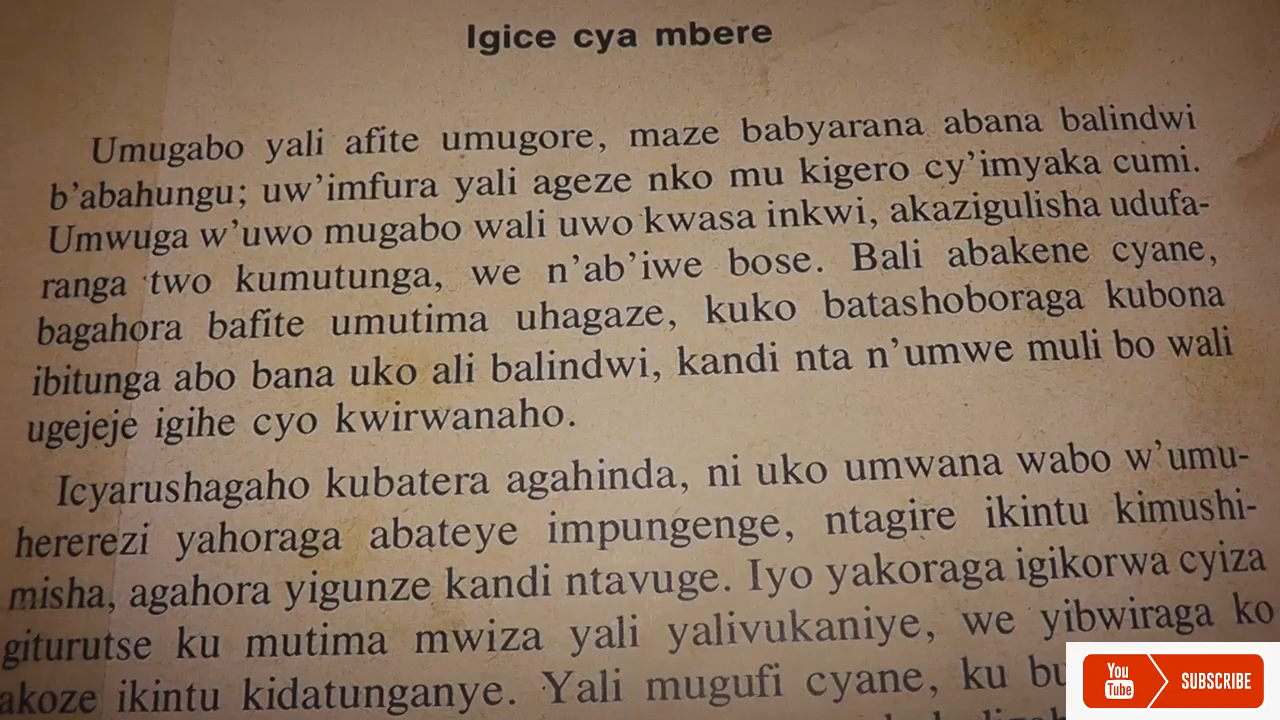 Igice cya mbere
Umugabo yali afite umugore, maze babyarana abana balindwi
b'abahungu; uw'imfura yali ageze nko mu kigero cy'imyaka cumi.
Umwuga w'uwo mugabo wali uwo kwasa inkwi, akazigulisha udufa-
ranga two kumutunga, we n'ab'iwe bose. Bali abakene cyane,
bagahora bafite umutima uhagaze, kuko batashoboraga kubona
ibitunga abo bana uko ali balindwi, kandi nta n'umwe muli bo wali
ugejeje igihe cyo kwirwanaho.
Icyarushagaho kubatera agahinda, ni uko umwana wabo w'umu-
hererezi yahoraga abateye impungenge, ntagire ikintu kimushi-
misha, agahora yigunze kandi ntavuge. Iyo yakoraga igikorwa cyiza
giturutse ku mutima mwiza yali yalivukaniye, we yibwiraga ko
akoze ikintu kidatunganye. Yali mugufi cyane, ku
You
Tube
SUBSCRIBE